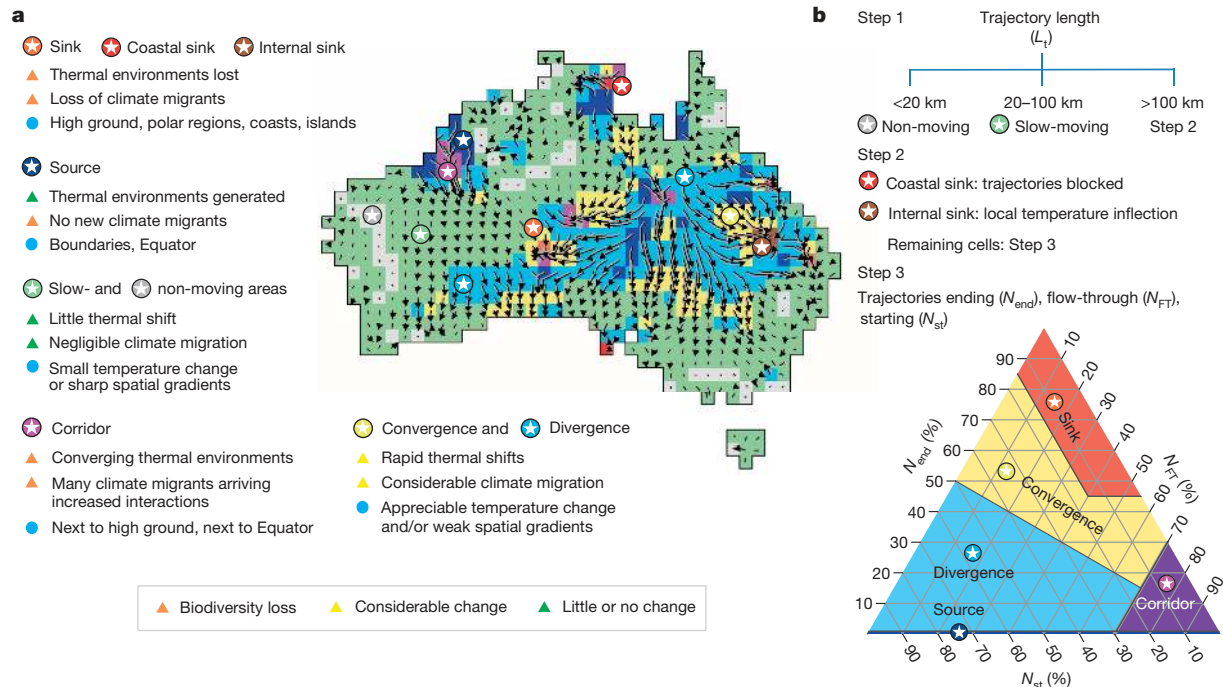 a
Sink Coastal sink Internal sink
Thermal environments lost
Loss of climate migrants
High ground, polar regions, coasts, islands
Source
Thermal environments generated
No new climate migrants
Boundaries, Equator
Slow- and non-moving areas
Little thermal shift
Negligible climate migration
Small temperature change
or sharp spatial gradients
Corridor
Converging thermal environments
Many climate migrants arriving
increased interactions
Next to high ground, next to Equator
Convergence and Divergence
Rapid thermal shifts
Considerable climate migration
Appreciable temperature change
and/or weak spatial gradients
Biodiversity loss Considerable change Little or no change
b
Step 1 Trajectory length
(Lt)
<20 km 20–100 km >100 km
Non-moving Slow-moving Step 2
Step 2
Coastal sink: trajectories blocked
Internal sink: local temperature inflection
Remaining cells: Step 3
Step 3
Trajectories ending (Nend), flow-through (NFT),
starting (Nst)
Nend (%)
90
80
70
60
50
40
30
20
10
NFT (%)
10
20
30
40
50
60
70
80
90
Sink
Convergence
Divergence
Source
Corridor
90 80 70 60 50 40 30 20 10
Nst (%)